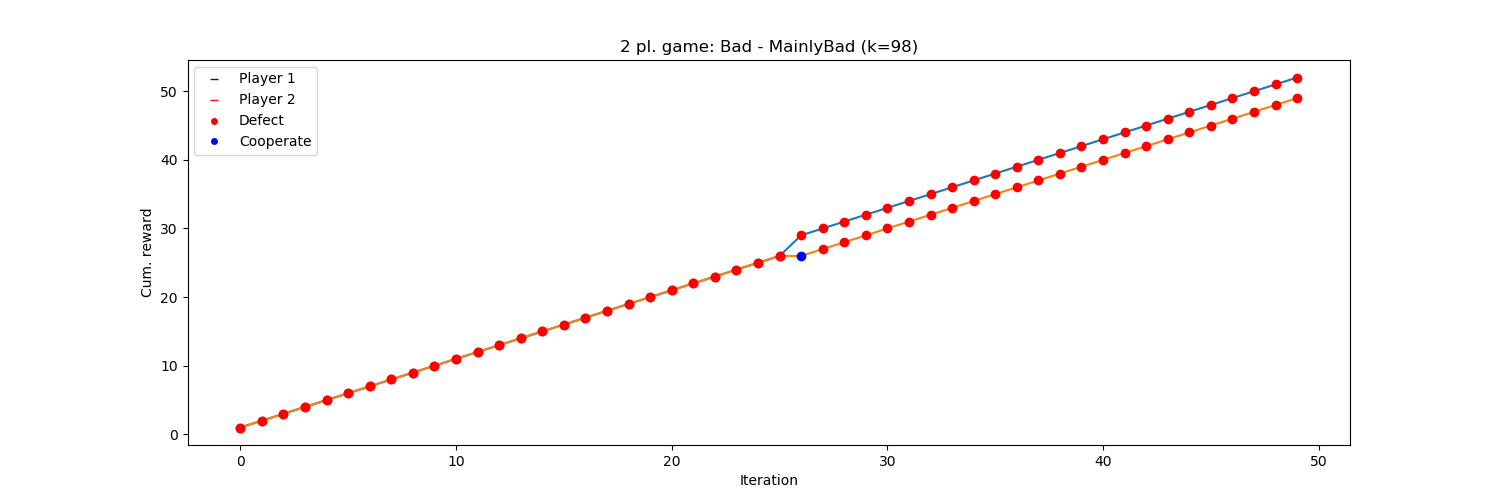 2 pl. game: Bad - MainlyBad (k=98)
Player 1
Player 2
Defect
Cooperate
Cum. reward
50
40
30
20
10
0
0 10 20 30 40 50
Iteration